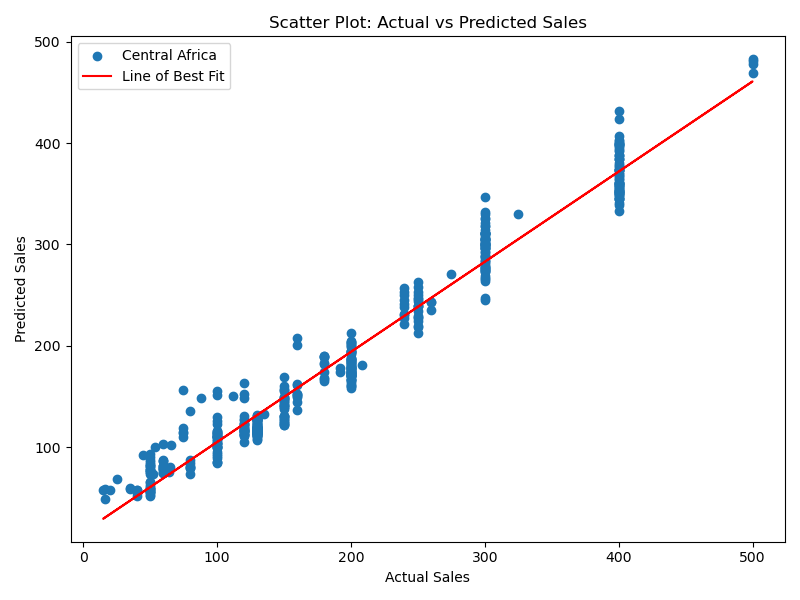 Scatter Plot: Actual vs Predicted Sales
Central Africa
Line of Best Fit
Predicted Sales
500
400
300
200
100
0 100 200 300 400 500
Actual Sales